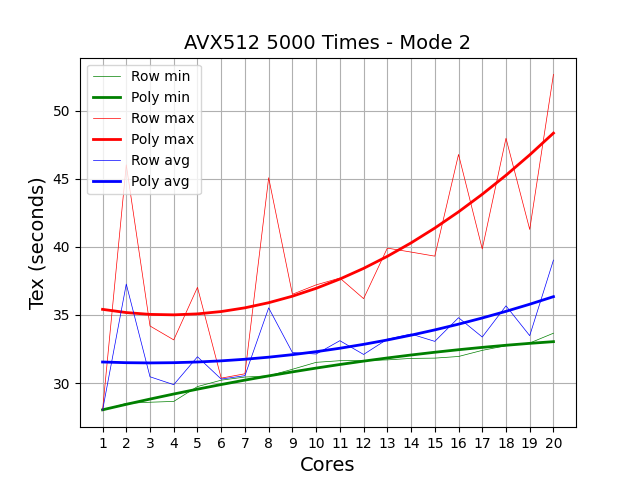 AVX512 5000 Times - Mode 2
Tex (seconds)
50
45
40
35
30
Row min
Poly min
Row max
Poly max
Row avg
Poly avg
1 2 3 4 5 6 7 8 9 10 11 12 13 14 15 16 17 18 19 20
Cores